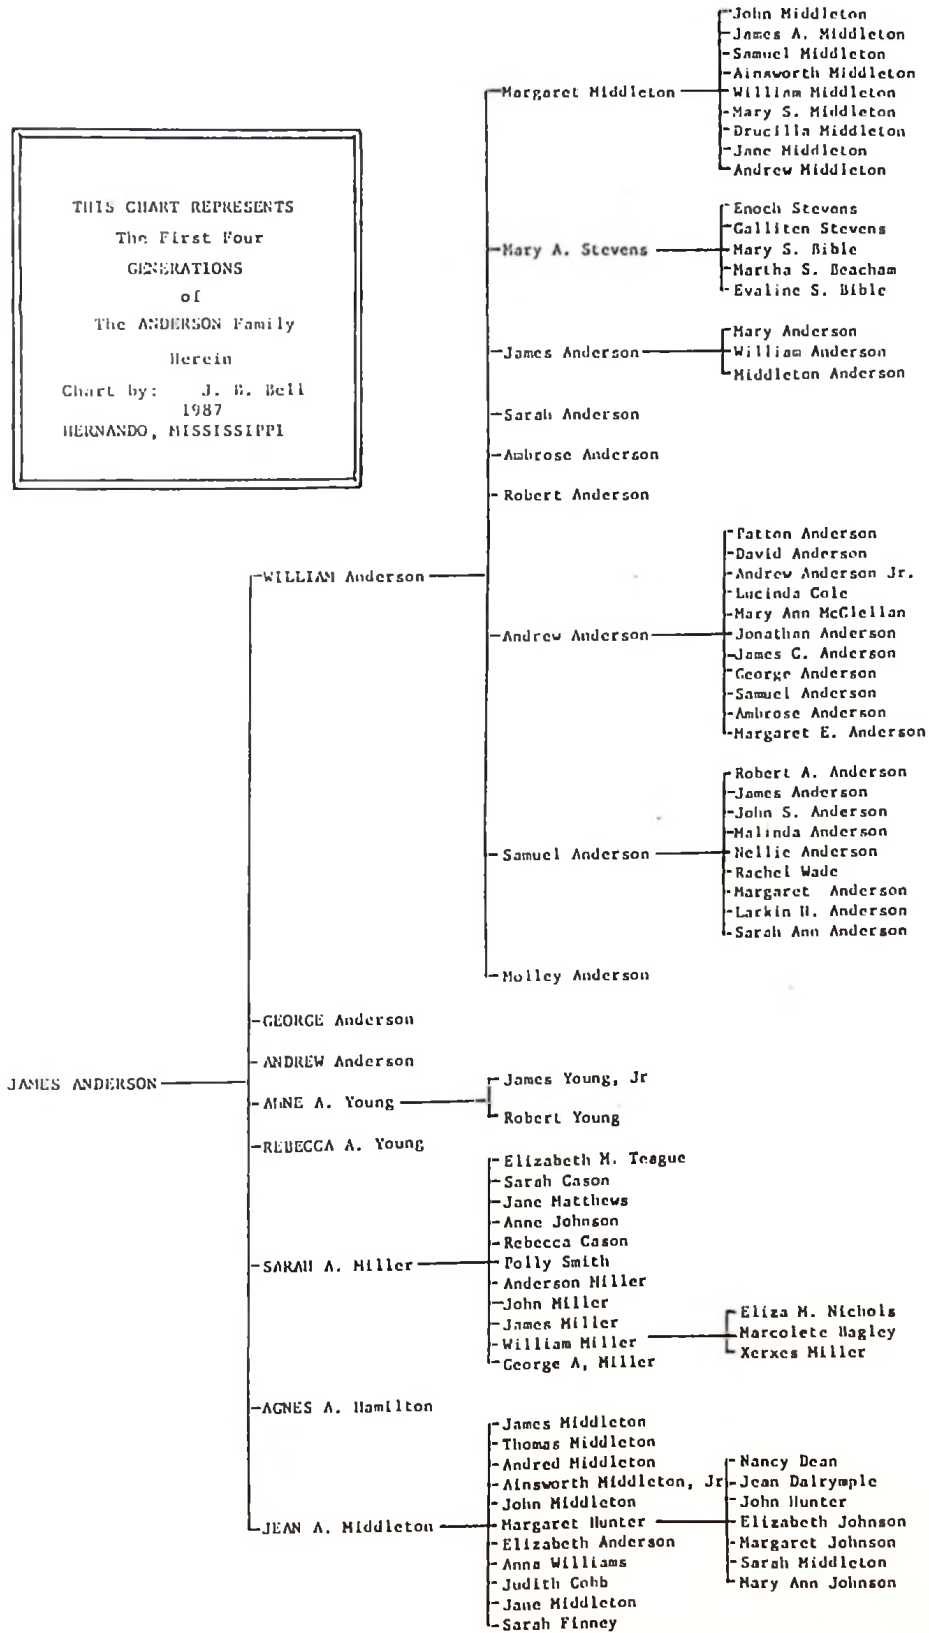 THIS CHART REPRESENTS
The First Four
GENERATIONS
of
The ANDERSON Family
Herein
Chart by: J. B. Bell
1987
HERNANDO, MISSISSIPPI
JAMES ANDERSON
WILLIAM Anderson
Margaret Middleton
John Middleton
James A. Middleton
Samuel Middleton
Ainsworth Middleton
William Middleton
Mary S. Middleton
Drucilla Middleton
Jane Middleton
Andrew Middleton
Mary A. Stevens
Enoch Stevens
Galliten Stevens
Mary S. Bible
Martha S. Beacham
Evaline S. Bible
James Anderson
Mary Anderson
William Anderson
Middleton Anderson
Sarah Anderson
Ambrose Anderson
Robert Anderson
Andrew Anderson
Patton Anderson
David Anderson
Andrew Anderson Jr.
Lucinda Cole
Mary Ann McClellan
Jonathan Anderson
James C. Anderson
George Anderson
Samuel Anderson
Ambrose Anderson
Margaret E. Anderson
Samuel Anderson
Robert A. Anderson
James Anderson
John S. Anderson
Malinda Anderson
Nellie Anderson
Rachel Wade
Margaret Anderson
Larkin H. Anderson
Sarah Ann Anderson
Molley Anderson
GEORGE Anderson
ANDREW Anderson
ANNE A. Young
James Young, Jr
Robert Young
REBECCA A. Young
SARAH A. Miller
Elizabeth M. Teague
Sarah Cason
Jane Matthews
Anne Johnson
Rebecca Cason
Polly Smith
Anderson Miller
John Miller
James Miller
William Miller
Eliza M. Nichols
Marcolete Hagley
Xerxes Miller
George A, Miller
AGNES A. Hamilton
JEAN A. Middleton
James Middleton
Thomas Middleton
Andred Middleton
Ainsworth Middleton, Jr
John Middleton
Margaret Hunter
Nancy Dean
Jean Dalrymple
John Hunter
Elizabeth Johnson
Margaret Johnson
Sarah Middleton
Mary Ann Johnson
Elizabeth Anderson
Anna Williams
Judith Cobb
Jane Middleton
Sarah Finney